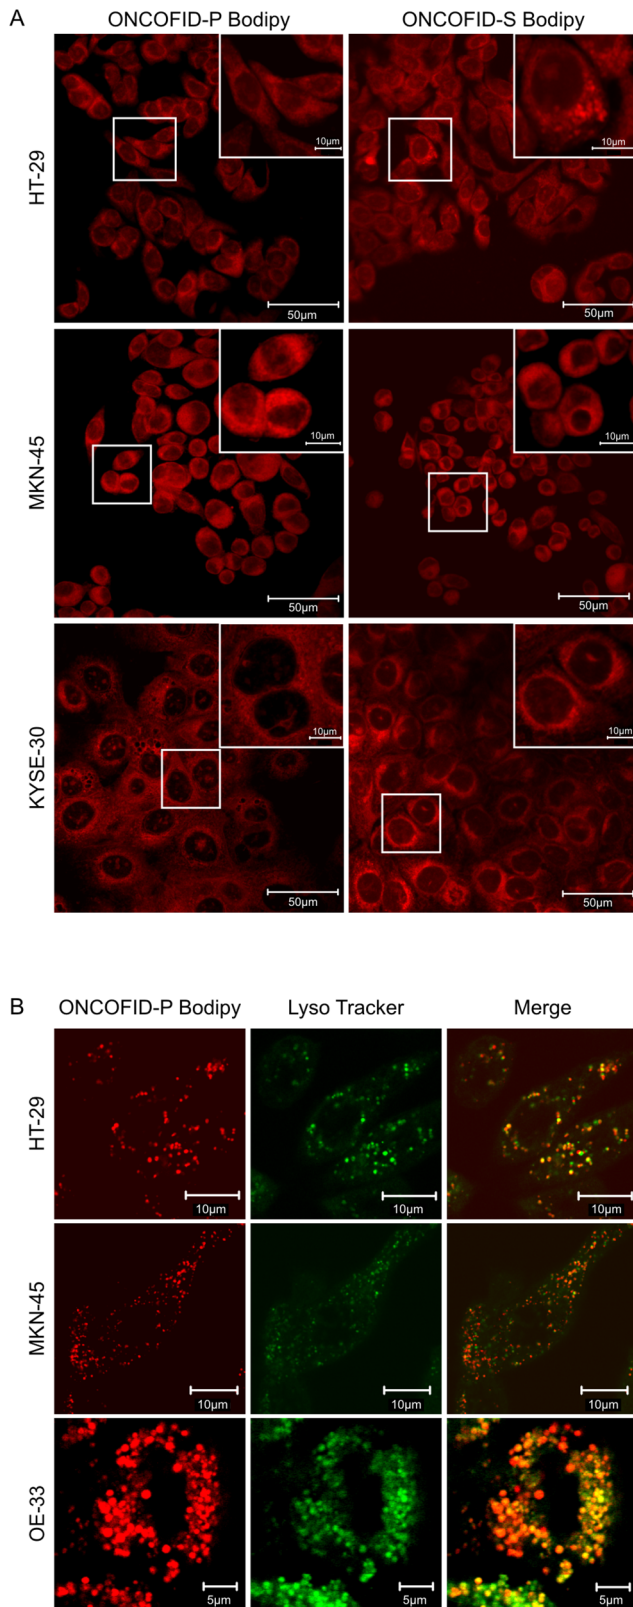 A
ONCOFID-P Bodipy
ONCOFID-S Bodipy
HT-29
10µm
50µm
10µm
50µm
MKN-45
10µm
50µm
10µm
50µm
KYSE-30
10µm
50µm
10µm
50µm
B
ONCOFID-P Bodipy
Lyso Tracker
Merge
HT-29
10µm
10µm
10µm
MKN-45
10µm
10µm
10µm
OE-33
5µm
5µm
5µm